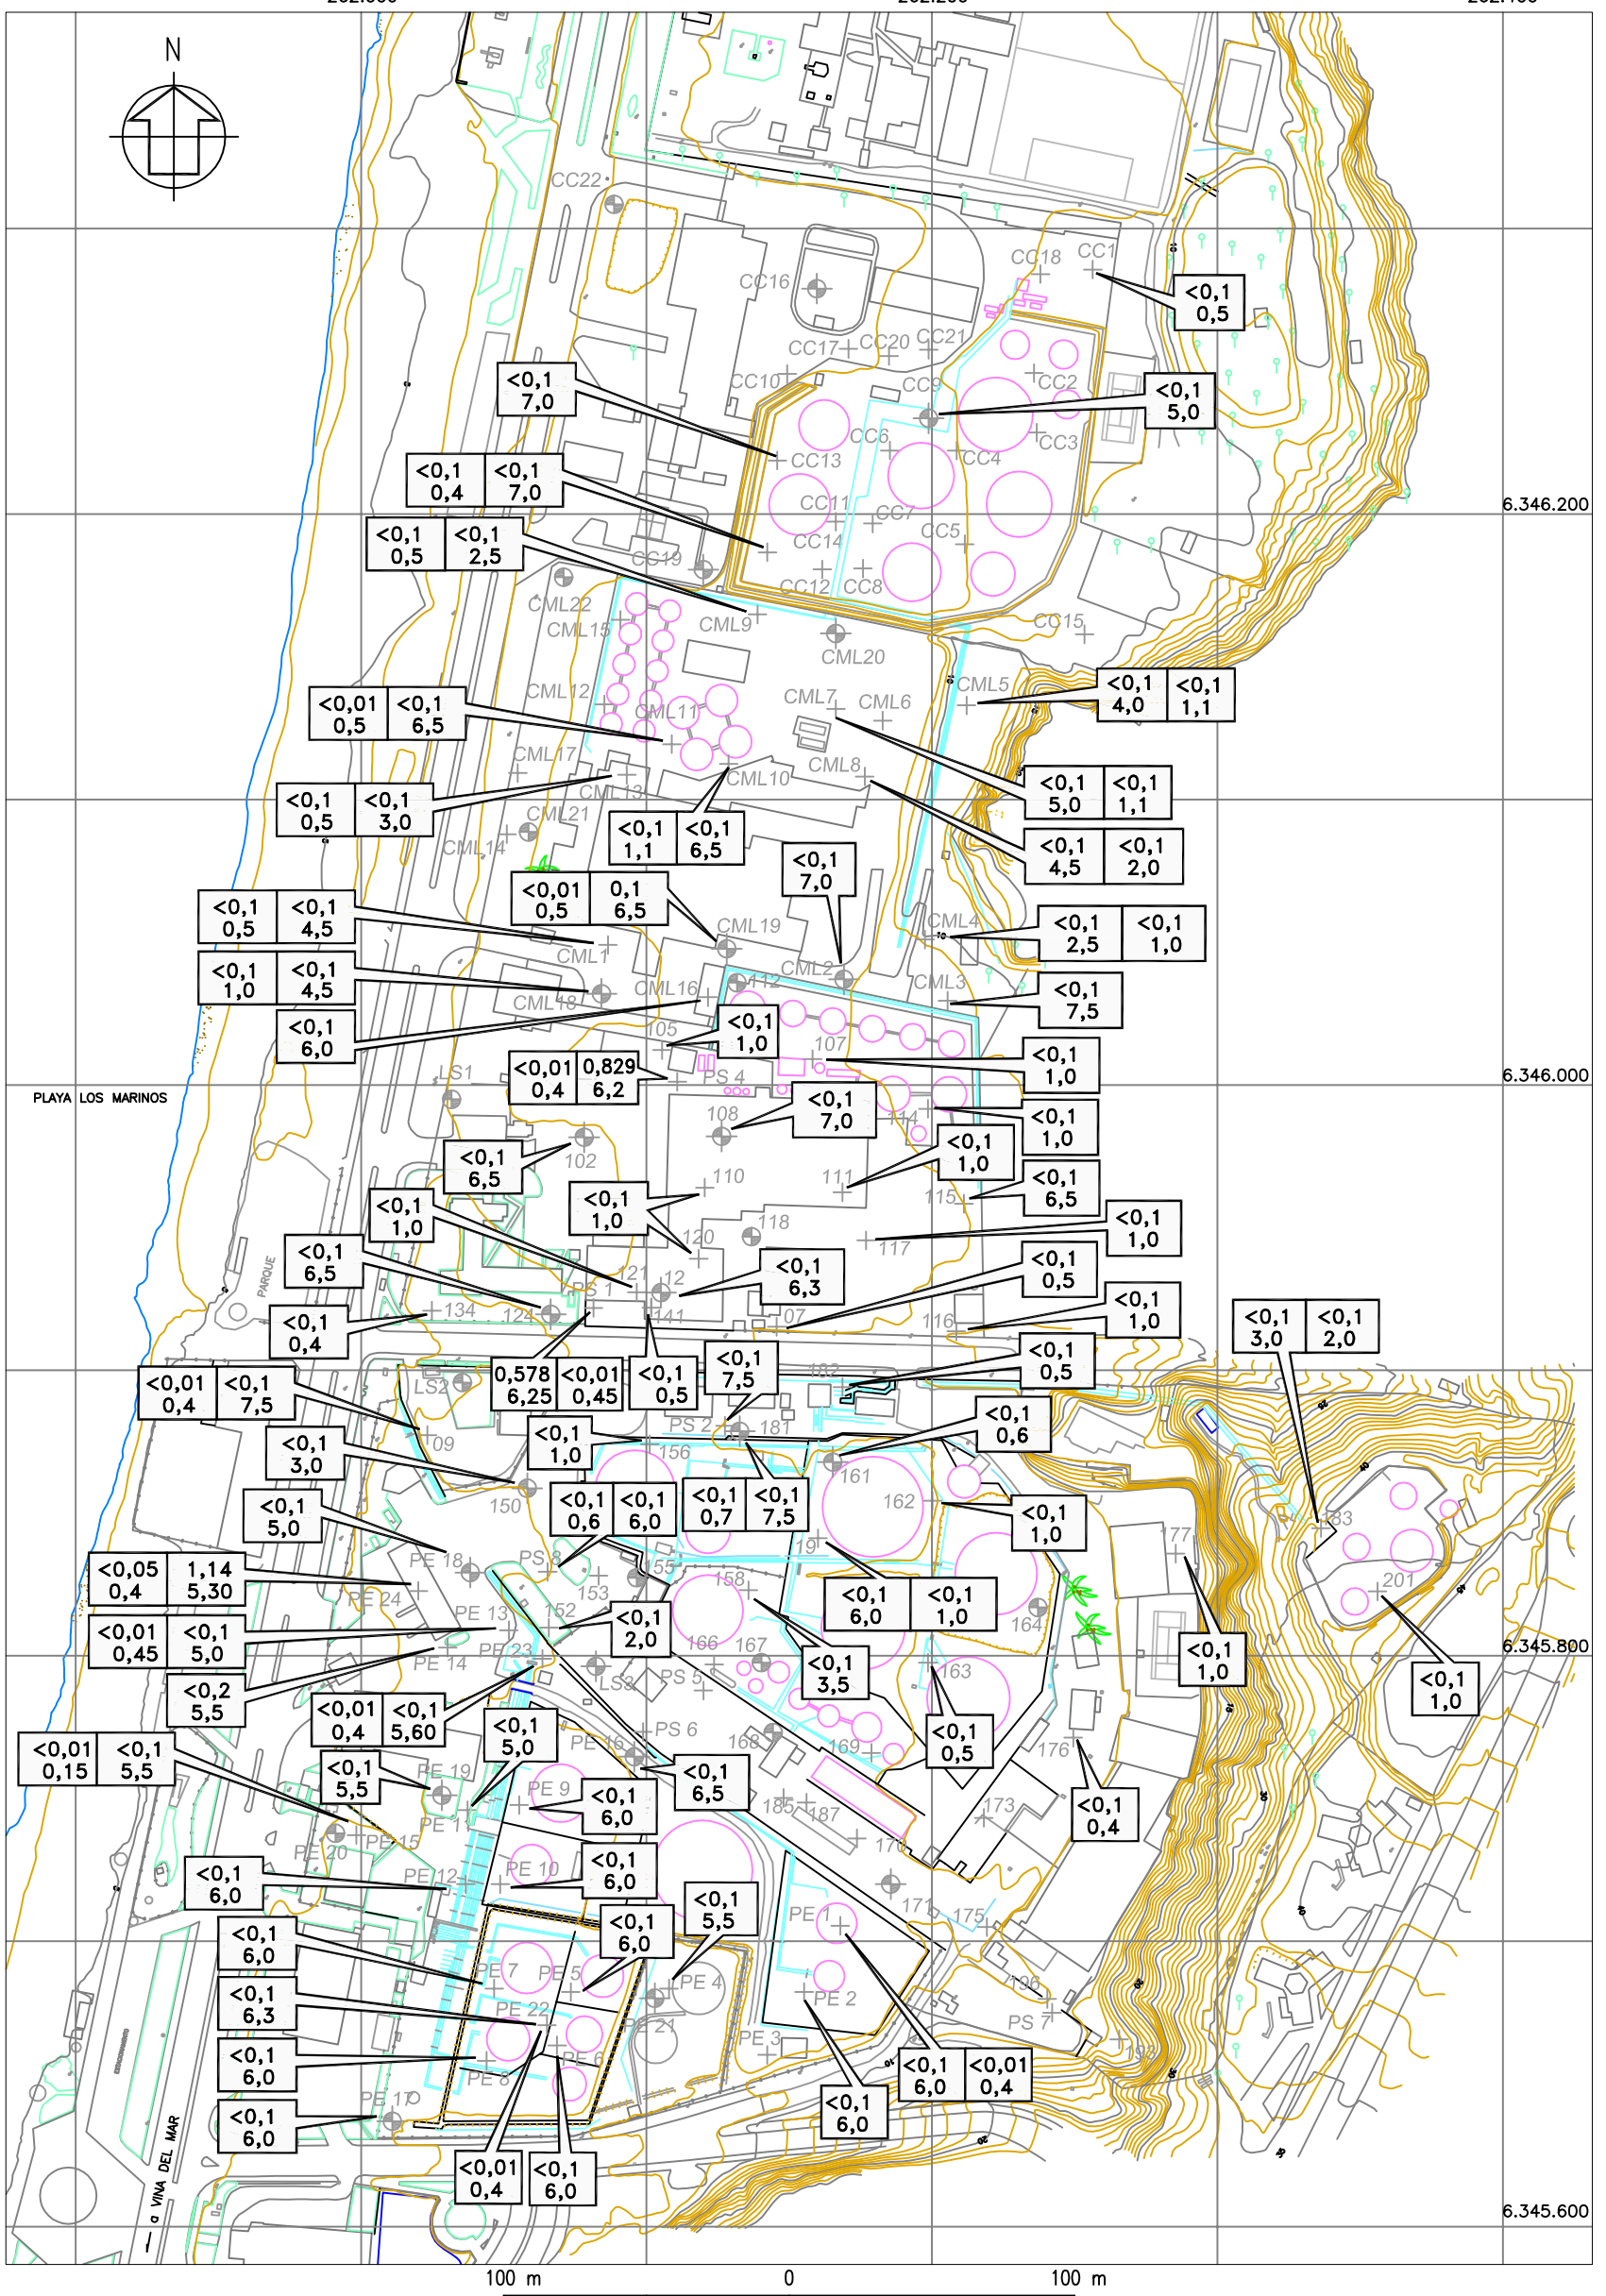 N
CC22
CC18
CC1
CC16
<0,1
0,5
CC17
CC20
CC21
CC10
CC2
CC9
<0,1
7,0
<0,1
5,0
CC6
CC3
CC13
CC4
<0,1 <0,1
0,4 7,0
6.346.200
CC11
CC7
CC5
<0,1 <0,1
0,5 2,5
CC14
CC19
CC12
CC8
CML22
CML15
CML9
CC15
CML20
CML12
CML7
CML6
CML5
<0,1 <0,1
4,0 1,1
<0,01 <0,1
0,5 6,5
CML11
CML17
CML10
CML8
CML13
<0,1 <0,1
5,0 1,1
<0,1 <0,1
0,5 3,0
CML21
CML14
<0,1 <0,1
1,1 6,5
<0,1 <0,1
4,5 2,0
<0,1
7,0
<0,01 0,1
0,5 6,5
<0,1 <0,1
0,5 4,5
CML19
CML4
<0,1 <0,1
2,5 1,0
CML1
CML2
CML3
<0,1 <0,1
1,0 4,5
CML18
CML16
112
<0,1
7,5
<0,1
6,0
105
<0,1
1,0
107
<0,1
1,0
<0,01 0,829
0,4 6,2
PS 4
LS1
6.346.000
PLAYA LOS MARINOS
108
<0,1
7,0
114
<0,1
1,0
<0,1
6,5
102
<0,1
1,0
110
111
<0,1
6,5
115
<0,1
1,0
<0,1
1,0
118
117
<0,1
1,0
120
<0,1
6,5
PARQUE
121
12
<0,1
6,3
<0,1
0,5
PS 1
134
124
141
07
116
<0,1
1,0
<0,1
0,4
<0,1 <0,1
3,0 2,0
0,578 <0,01
6,25 0,45
<0,1
0,5
<0,1
7,5
182
<0,1
0,5
<0,01 <0,1
0,4 7,5
LS2
PS 2
181
09
<0,1
3,0
<0,1
1,0
156
<0,1
0,6
161
150
<0,1
5,0
<0,1 <0,1
0,6 6,0
<0,1 <0,1
0,7 7,5
162
<0,1
1,0
183
19
177
PE 18
PS 8
155
<0,05 1,14
0,4 5,30
PE 24
153
158
<0,1 <0,1
6,0 1,0
201
164
PE 13
152
<0,1
2,0
<0,01 <0,1
0,45 5,0
PE 14
PE 23
166
167
<0,1
3,5
163
<0,1
1,0
6.345.800
<0,2
5,5
LS3
PS 5
<0,1
1,0
<0,01 <0,1
0,4 5,60
<0,1
5,0
PS 6
PE 16
168
169
<0,1
0,5
176
<0,01 <0,1
0,15 5,5
<0,1
5,5
PE 19
PE 9
<0,1
6,5
<0,1
6,0
185
187
173
<0,1
0,4
PE 11
PE 15
PE 20
170
<0,1
6,0
PE 12
PE 10
<0,1
6,0
171
<0,1
5,5
PE 1
175
<0,1
6,0
<0,1
6,0
PE 7
PE 5
PE 4
<0,1
6,3
PE 22
PE 2
196
PS 7
PE 21
PE 3
193
<0,1
6,0
PE 6
PE 8
<0,1 <0,01
6,0 0,4
<0,1
6,0
PE 17
<0,1
6,0
a VINA DEL MAR
<0,01
0,4
<0,1
6,0
6.345.600
100 m 0 100 m